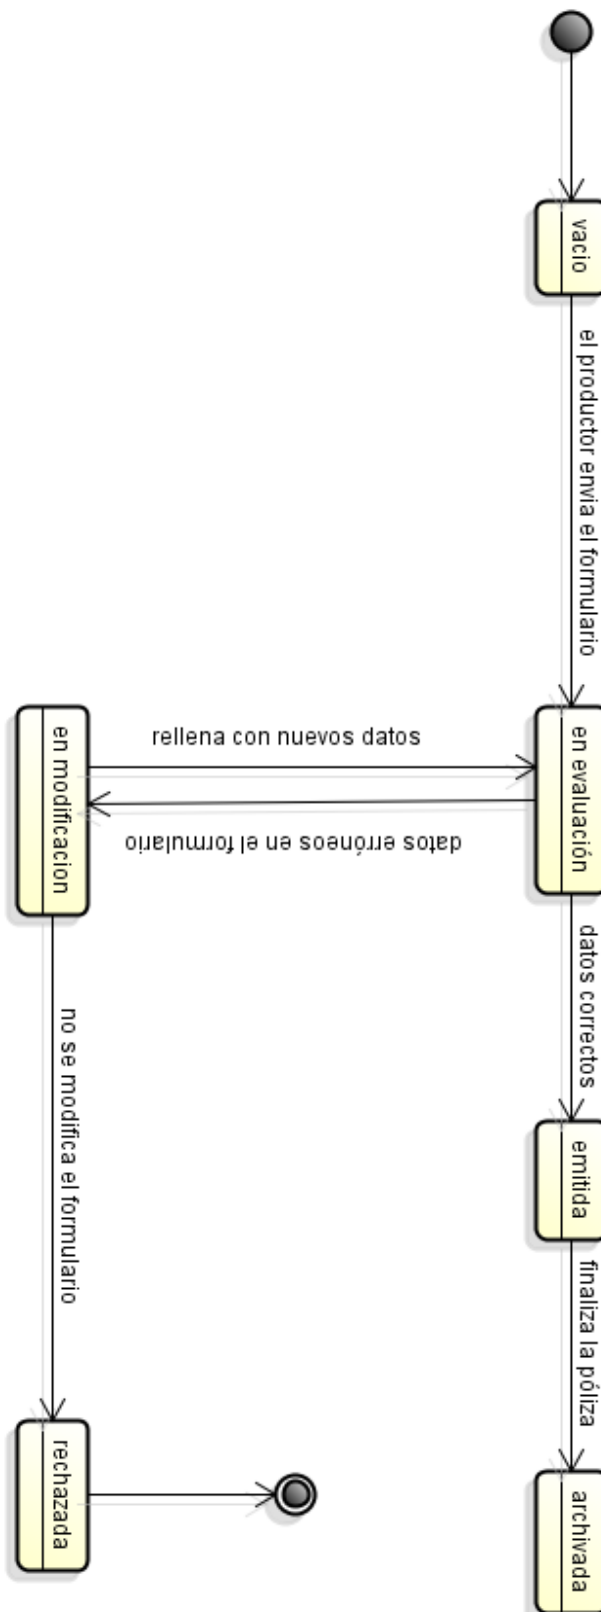 vacio
el productor envia el formulario
en evaluación
datos correctos
emitida
finaliza la póliza
archivada
rellena con nuevos datos
datos erróneos en el formulario
en modificacion
no se modifica el formulario
rechazada